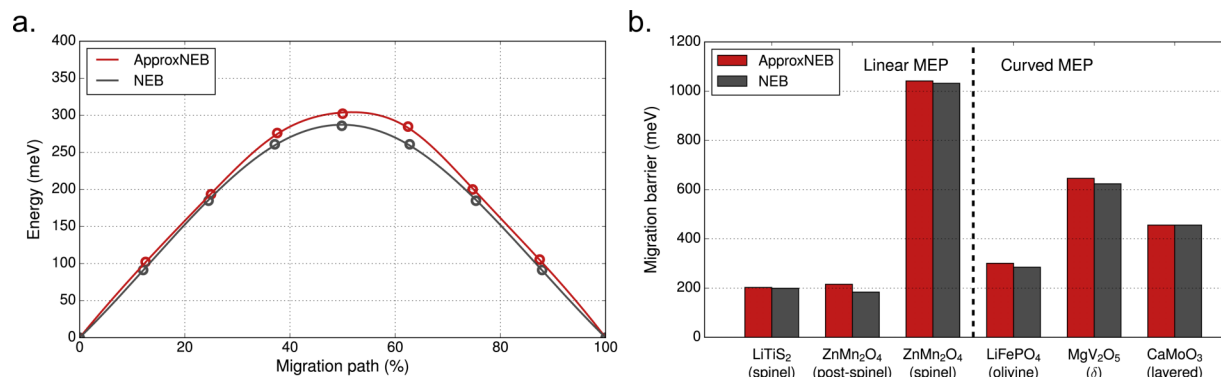 a.
400
350
300
250
200
150
100
50
0
Energy (meV)
ApproxNEB
NEB
0 20 40 60 80 100
Migration path (%)
b.
1200
1000
800
600
400
200
0
Migration barrier (meV)
ApproxNEB
NEB
Linear MEP
Curved MEP
LiTiS₂ ZnMn₂O₄ ZnMn₂O₄ LiFePO₄ MgV₂O₅ CaMoO₃
(spinel) (post-spinel) (spinel) (olivine) (δ) (layered)